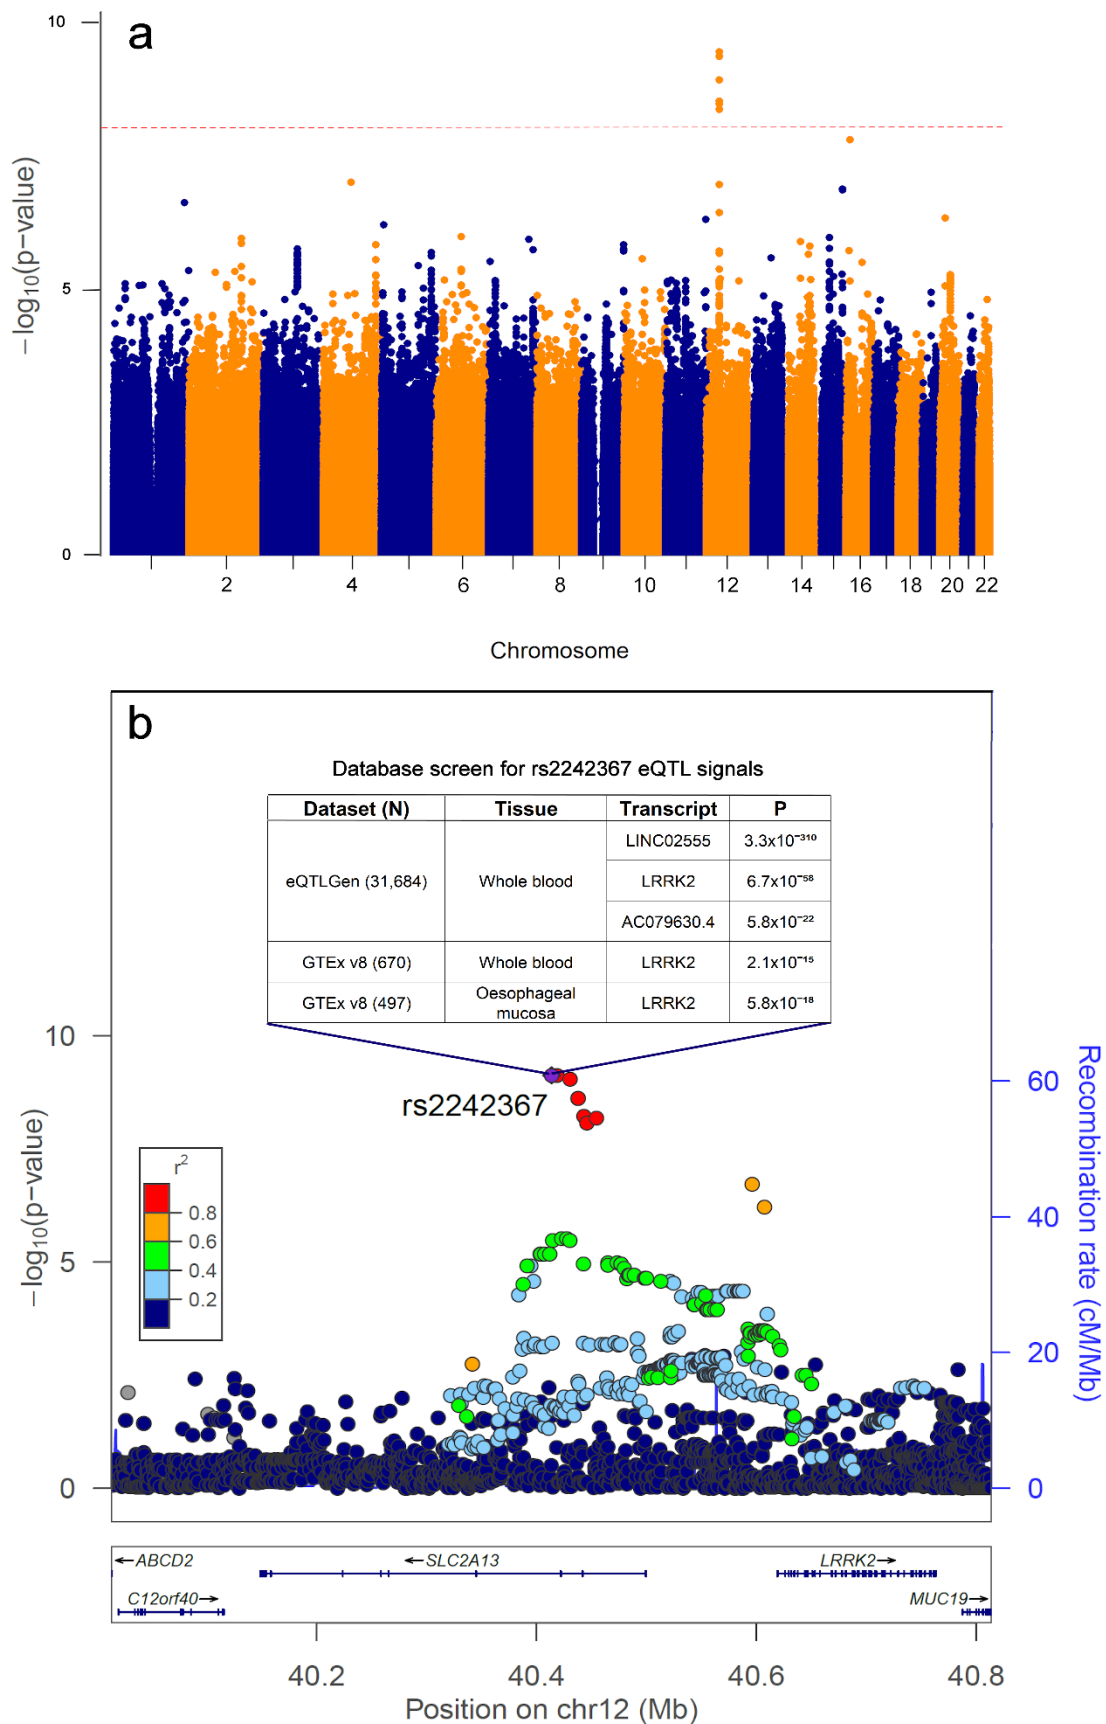 a
10
5
0
−log10(p−value)
2 4 6 8 10 12 14 16 18 20 22
Chromosome
b
Database screen for rs2242367 eQTL signals
Dataset (N) Tissue Transcript P
eQTLGen (31,684) Whole blood LINC02555 3.3x10⁻³¹⁰
LRRK2 6.7x10⁻⁵⁸
AC079630.4 5.8x10⁻²²
GTEx v8 (670) Whole blood LRRK2 2.1x10⁻¹⁵
GTEx v8 (497) Oesophageal mucosa LRRK2 5.8x10⁻¹⁸
rs2242367
10
5
0
−log10(p−value)
r²
0.8
0.6
0.4
0.2
60
40
20
0
Recombination rate (cM/Mb)
←ABCD2
←SLC2A13
LRRK2→
C12orf40→
MUC19→
40.2 40.4 40.6 40.8
Position on chr12 (Mb)